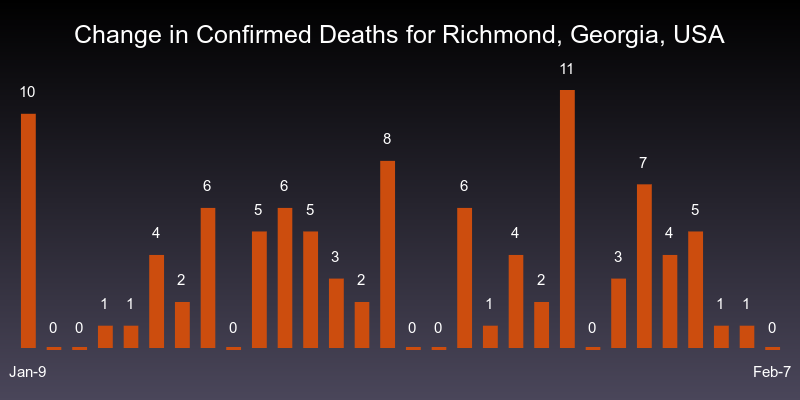 Change in Confirmed Deaths for Richmond, Georgia, USA
10 0 0 1 1 4 2 6 0 5 6 5 3 2 8 0 0 6 1 4 2 11 0 3 7 4 5 1 1 0
Jan-9 Feb-7